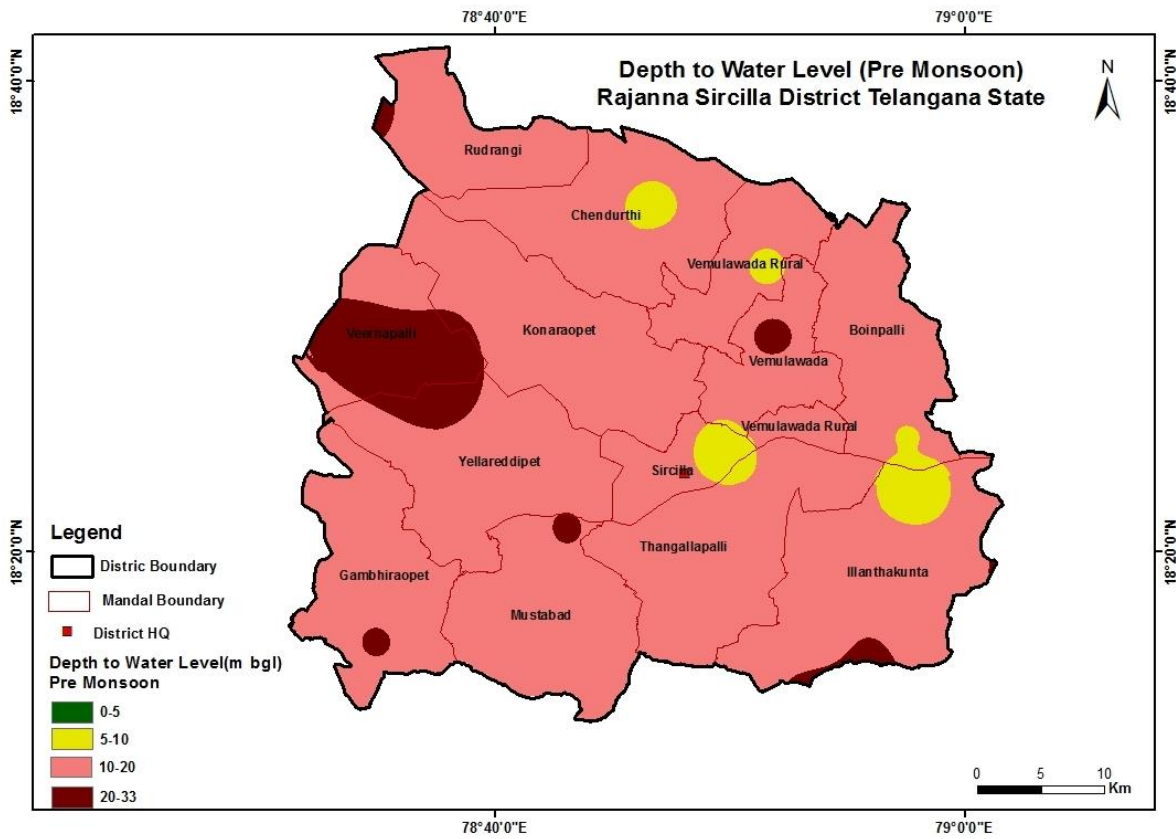 78°40'0"E
79°0'0"E
18°40'0"N
18°40'0"N
Depth to Water Level (Pre Monsoon)
Rajanna Sircilla District Telangana State
N
Rudrangi
Chendurthi
Vemulawada Rural
Veernapalli
Konaraopet
Boinpalli
Vemulawada
Vemulawada Rural
Yellareddipet
Sircilla
Thangallapalli
Illanthakunta
Gambhiraopet
Mustabad
18°20'0"N
18°20'0"N
Legend
Distric Boundary
Mandal Boundary
District HQ
Depth to Water Level(m bgl)
Pre Monsoon
0-5
5-10
10-20
20-33
0 5 10
Km
78°40'0"E
79°0'0"E